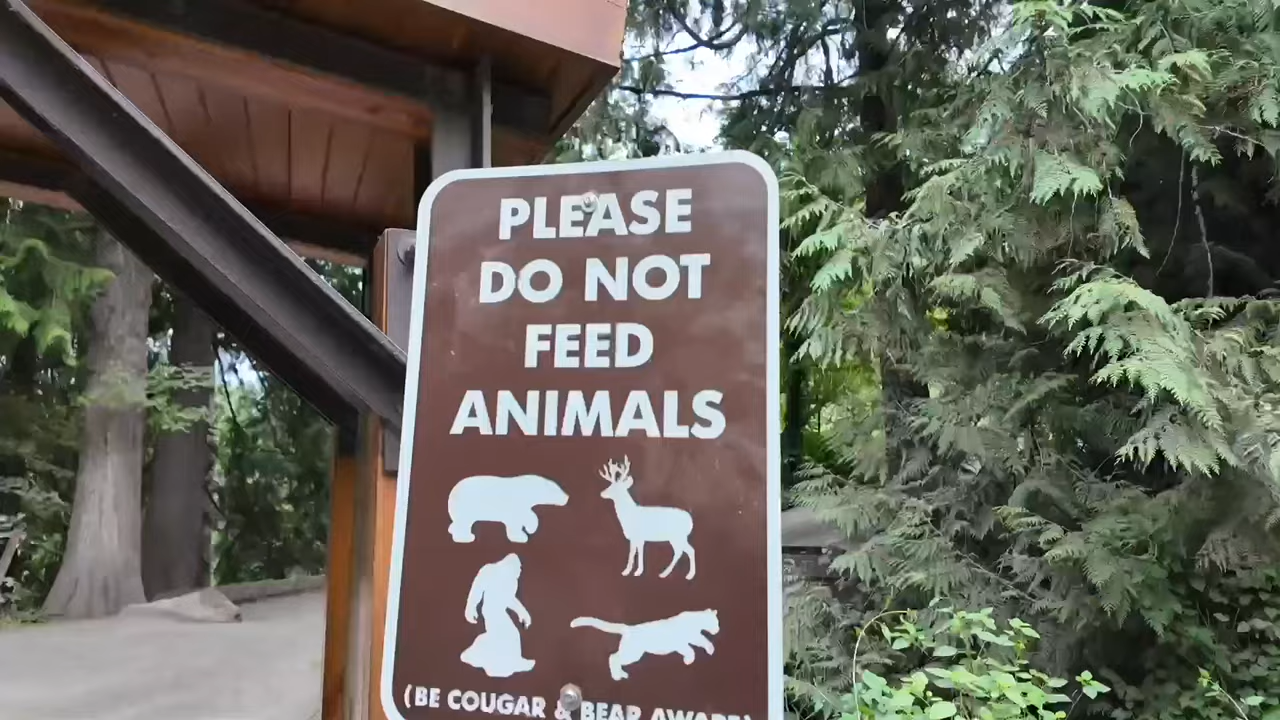 PLEASE
DO NOT
FEED
ANIMALS
(BE COUGAR & BEAR AWARE)